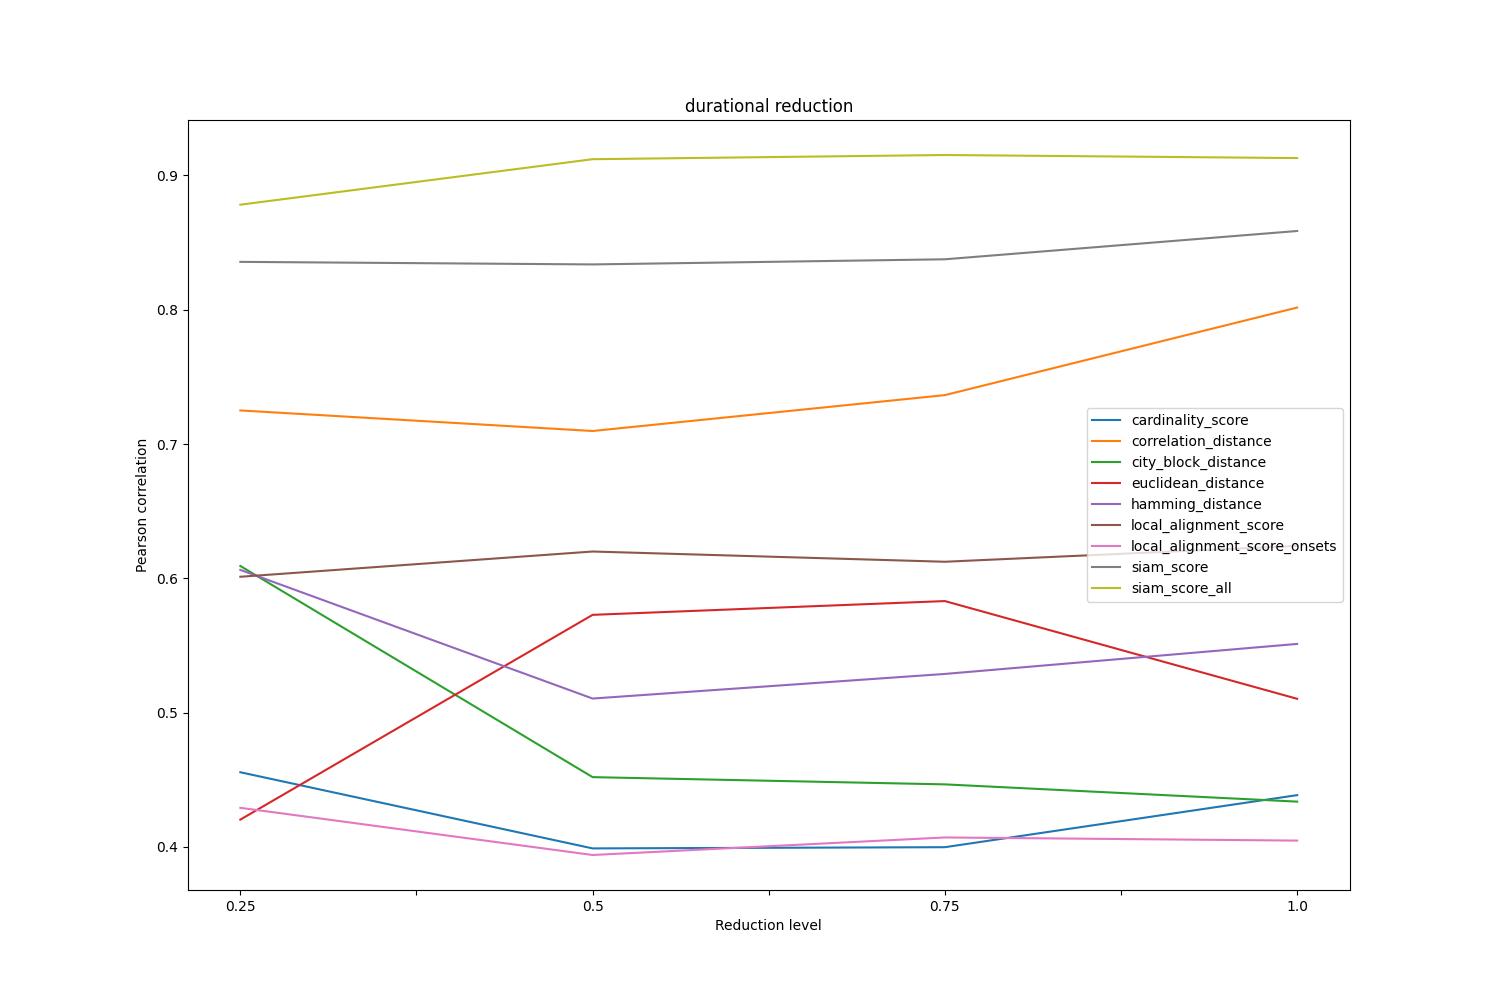 durational reduction
Pearson correlation
0.9
0.8
0.7
0.6
0.5
0.4
cardinality_score
correlation_distance
city_block_distance
euclidean_distance
hamming_distance
local_alignment_score
local_alignment_score_onsets
siam_score
siam_score_all
0.25
0.5
0.75
1.0
Reduction level